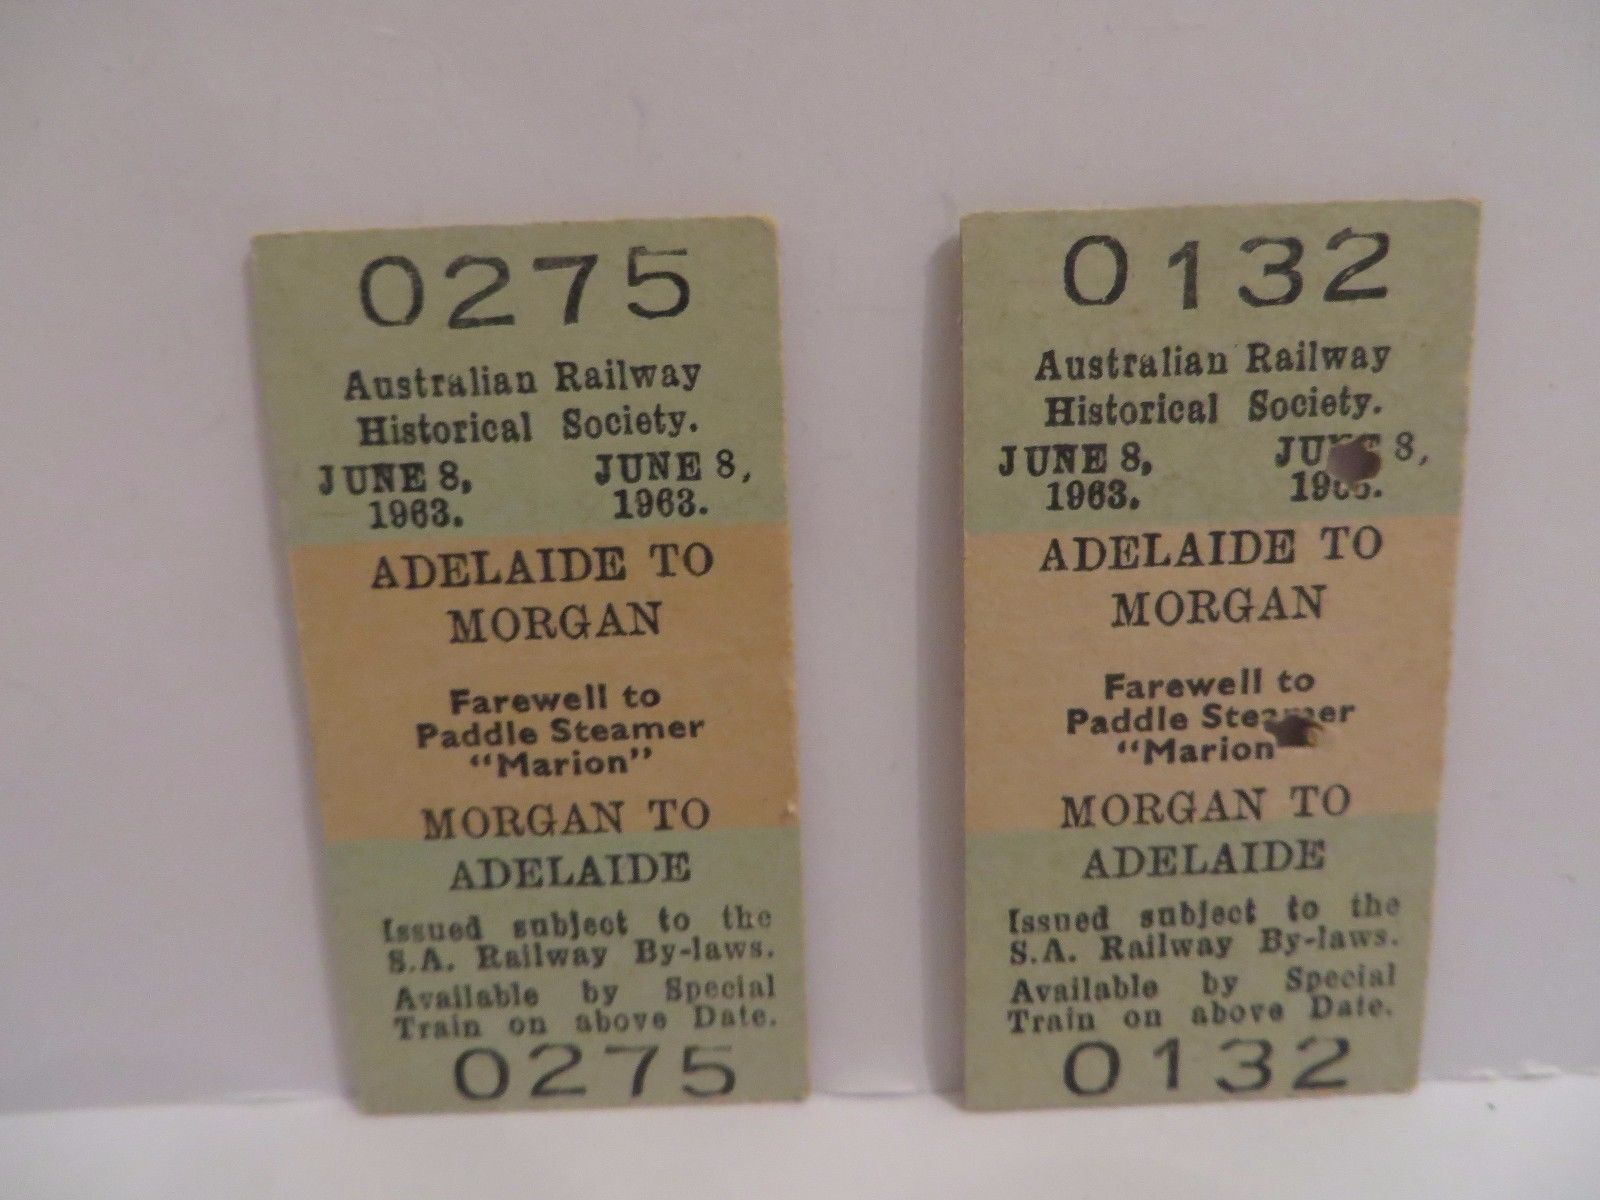 0275
Australian Railway
Historical Society.
JUNE 8, JUNE 8,
1963. 1963.
ADELAIDE TO
MORGAN
Farewell to
Paddle Steamer
"Marion"
MORGAN TO
ADELAIDE
Issued subject to the
S.A. Railway By-laws.
Available by Special
Train on above Date.
0275
0132
Australian Railway
Historical Society.
JUNE 8, 8,
1963.
ADELAIDE TO
MORGAN
Farewell to
Paddle Steamer
"Marion
MORGAN TO
ADELAIDE
Issued subject to the
S.A. Railway By-laws.
Available by Special
Train on above Date.
0132